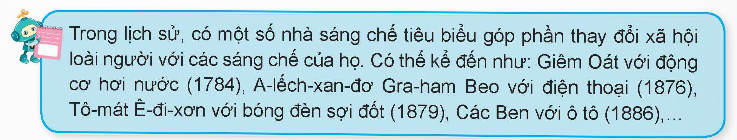 Trong lịch sử, có một số nhà sáng chế tiêu biểu góp phần thay đổi xã hội
loài người với các sáng chế của họ. Có thể kể đến như: Giêm Oát với động
cơ hơi nước (1784), A-lếch-xan-đơ Gra-ham Beo với điện thoại (1876),
Tô-mát Ê-đi-xơn với bóng đèn sợi đốt (1879), Các Ben với ô tô (1886),...